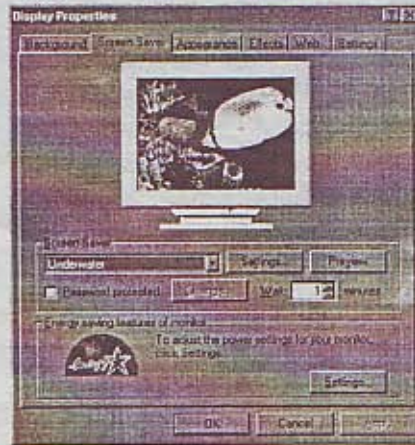 Display Properties
Background Screen Saver Appearance Effects Web Settings
Screen Saver
Underwater Settings... Preview
Password protected Change... Wait: 1 minutes
Energy saving features of monitor
To adjust the power settings for your monitor,
click Settings.
Energy
Settings...
OK Cancel Apply